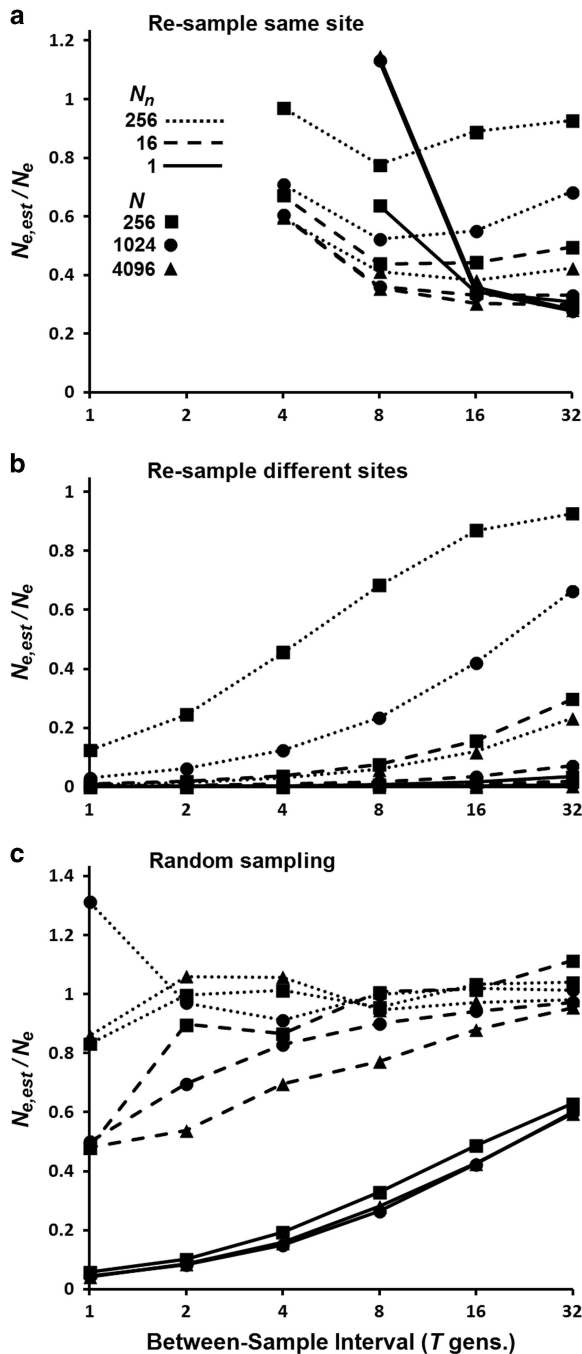 a
Re-sample same site
1.2
1
0.8
0.6
0.4
0.2
0
N_n
256
16
1
N
256
1024
4096
N_e,est / N_e
1 2 4 8 16 32
b
Re-sample different sites
1
0.8
0.6
0.4
0.2
0
N_e,est / N_e
1 2 4 8 16 32
c
Random sampling
1.4
1.2
1
0.8
0.6
0.4
0.2
0
N_e,est / N_e
1 2 4 8 16 32
Between-Sample Interval (T gens.)